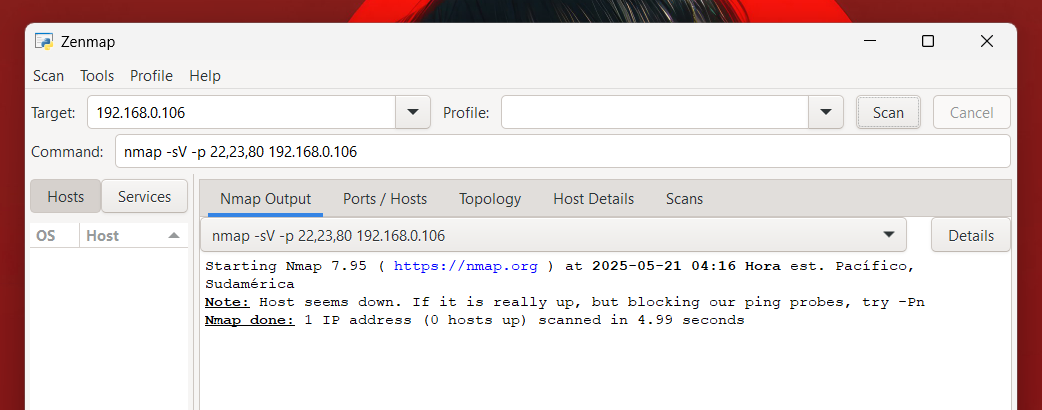 Zenmap
Scan Tools Profile Help
Target: 192.168.0.106 Profile: Scan Cancel
Command: nmap -sV -p 22,23,80 192.168.0.106
Hosts Services Nmap Output Ports / Hosts Topology Host Details Scans
OS Host nmap -sV -p 22,23,80 192.168.0.106 Details
Starting Nmap 7.95 ( https://nmap.org ) at 2025-05-21 04:16 Hora est. Pacífico,
Sudamérica
Note: Host seems down. If it is really up, but blocking our ping probes, try -Pn
Nmap done: 1 IP address (0 hosts up) scanned in 4.99 seconds